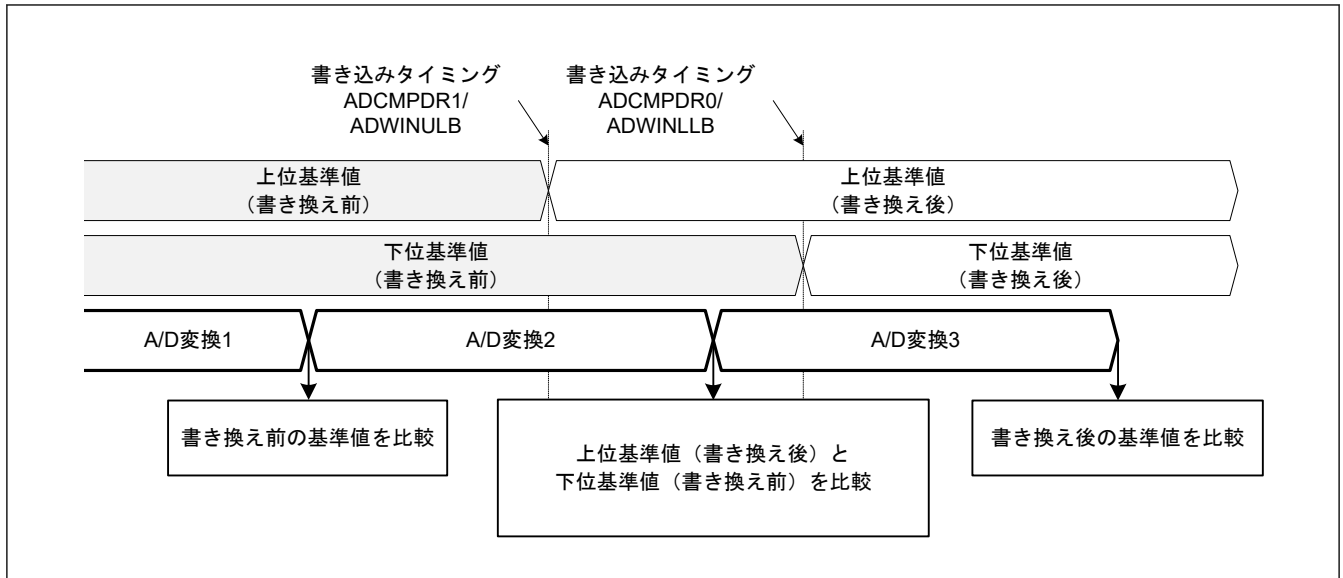 書き込みタイミング
ADCMPDR1/
ADWINULB
書き込みタイミング
ADCMPDR0/
ADWINLLB
上位基準値
（書き換え前）
上位基準値
（書き換え後）
下位基準値
（書き換え前）
下位基準値
（書き換え後）
A/D変換1
A/D変換2
A/D変換3
書き換え前の基準値を比較
上位基準値（書き換え後）と
下位基準値（書き換え前）を比較
書き換え後の基準値を比較